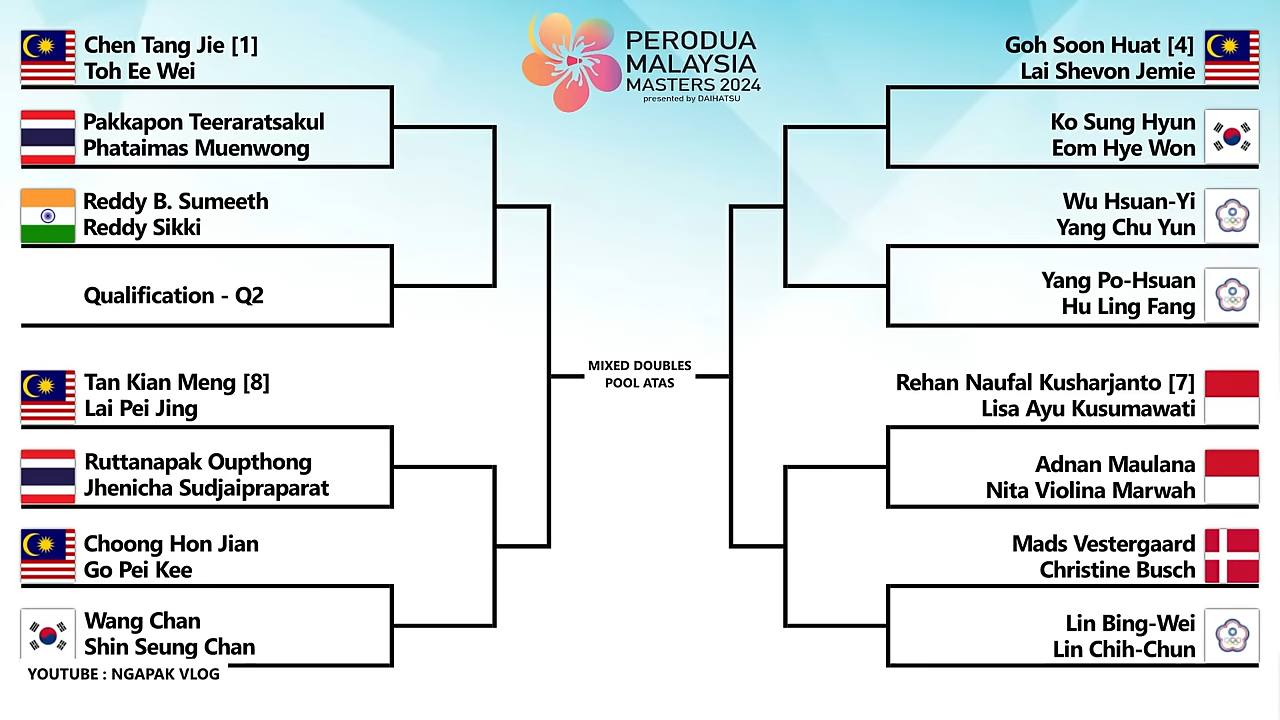 Chen Tang Jie [1]
Toh Ee Wei
Pakkapon Teeraratsakul
Phataimas Muenwong
Reddy B. Sumeeth
Reddy Sikki
Qualification - Q2
Tan Kian Meng [8]
Lai Pei Jing
Ruttanapak Oupthong
Jhenicha Sudjaipraparat
Choong Hon Jian
Go Pei Kee
Wang Chan
Shin Seung Chan
YOUTUBE : NGAPAK VLOG
PERODUA
MALAYSIA
MASTERS 2024
presented by DAIHATSU
MIXED DOUBLES
POOL ATAS
Goh Soon Huat [4]
Lai Shevon Jemie
Ko Sung Hyun
Eom Hye Won
Wu Hsuan-Yi
Yang Chu Yun
Yang Po-Hsuan
Hu Ling Fang
Rehan Naufal Kusharjanto [7]
Lisa Ayu Kusumawati
Adnan Maulana
Nita Violina Marwah
Mads Vestergaard
Christine Busch
Lin Bing-Wei
Lin Chih-Chun